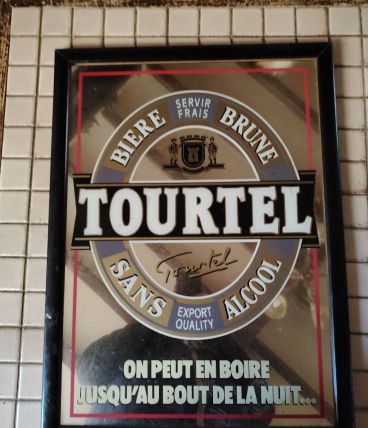 SERVIR
FRAIS
BIERE BRUNE
TOURTEL
Tourtel
SANS ALCOOL
EXPORT
QUALITY
ON PEUT EN BOIRE
JUSQU'AU BOUT DE LA NUIT...